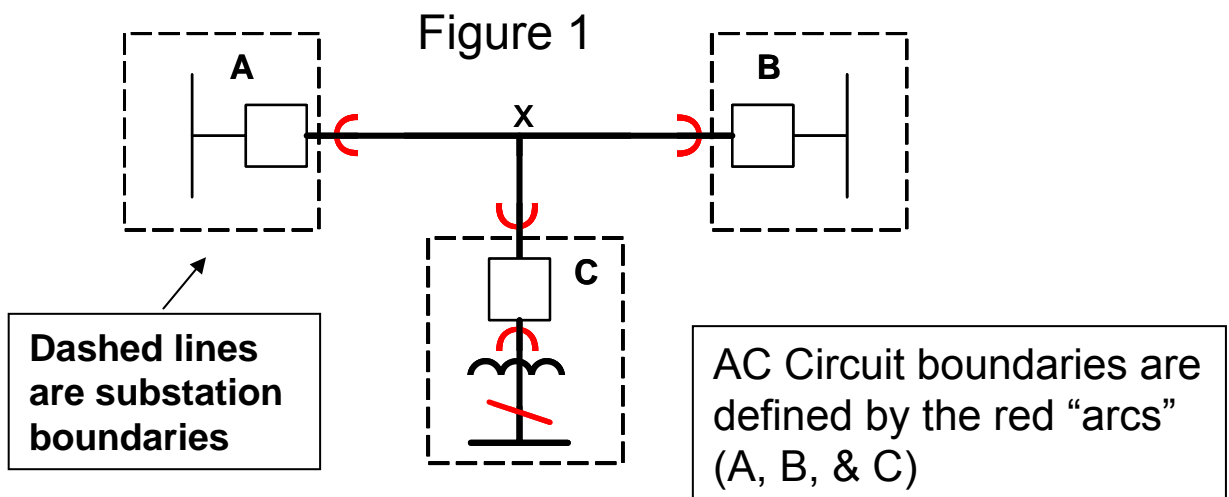 Figure 1
A
B
X
C
Dashed lines
are substation
boundaries
AC Circuit boundaries are
defined by the red “arcs”
(A, B, & C)